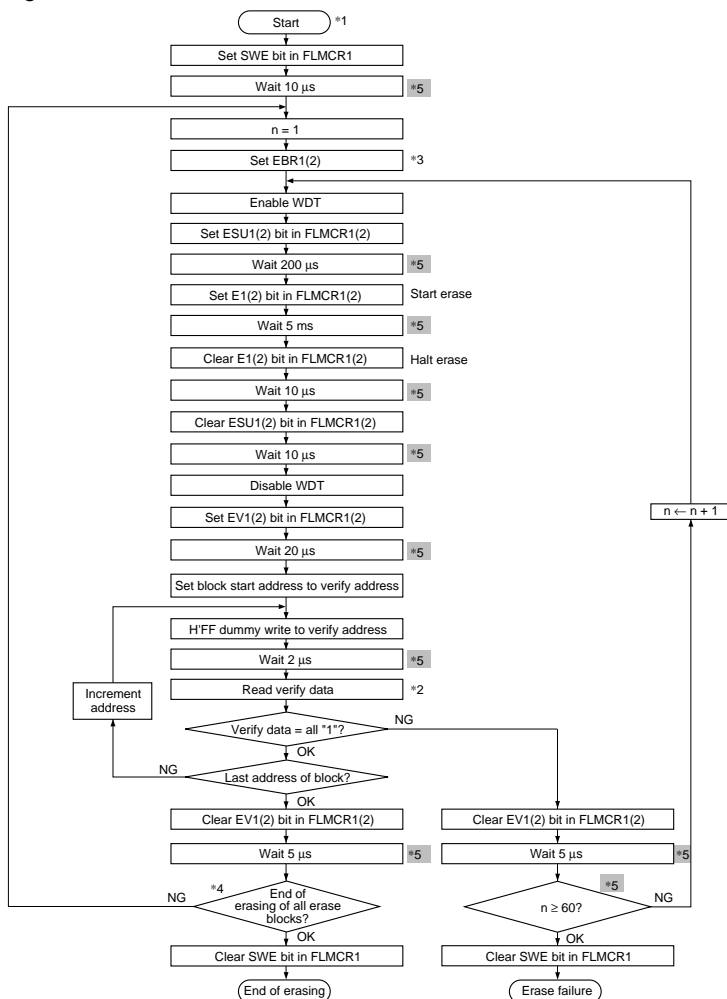 Start *1
Set SWE bit in FLMCR1
Wait 10 μs *5
n = 1
Set EBR1(2) *3
Enable WDT
Set ESU1(2) bit in FLMCR1(2)
Wait 200 μs *5
Set E1(2) bit in FLMCR1(2) Start erase
Wait 5 ms *5
Clear E1(2) bit in FLMCR1(2) Halt erase
Wait 10 μs *5
Clear ESU1(2) bit in FLMCR1(2)
Wait 10 μs *5
Disable WDT
Set EV1(2) bit in FLMCR1(2)
n ← n + 1
Wait 20 μs *5
Set block start address to verify address
H'FF dummy write to verify address
Wait 2 μs *5
Read verify data *2
Increment
address
Verify data = all "1"?
NG
OK
NG
Last address of block?
OK
Clear EV1(2) bit in FLMCR1(2)
Wait 5 μs *5
NG
*4
End of
erasing of all erase
blocks?
OK
Clear SWE bit in FLMCR1
End of erasing
Clear EV1(2) bit in FLMCR1(2)
Wait 5 μs *5
*5
n ≥ 60?
NG
OK
Clear SWE bit in FLMCR1
Erase failure